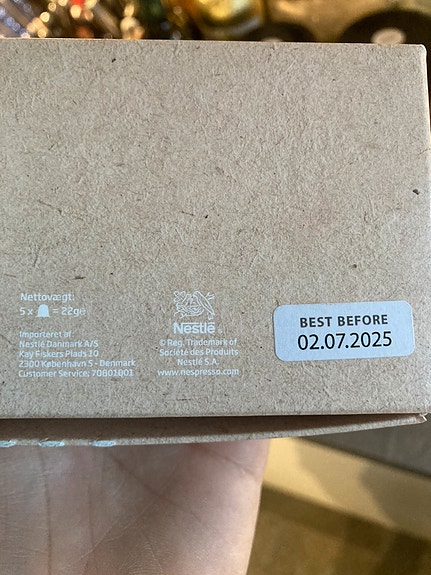 Nettovægt:
5 x = 22g℮
Importeret af:
Nestlé Danmark A/S
Kay Fiskers Plads 10
2300 København S - Denmark
Customer Service: 70801001
Nestlé
© Reg. Trademark of
Société des Produits
Nestlé S.A.
www.nespresso.com
BEST BEFORE
02.07.2025